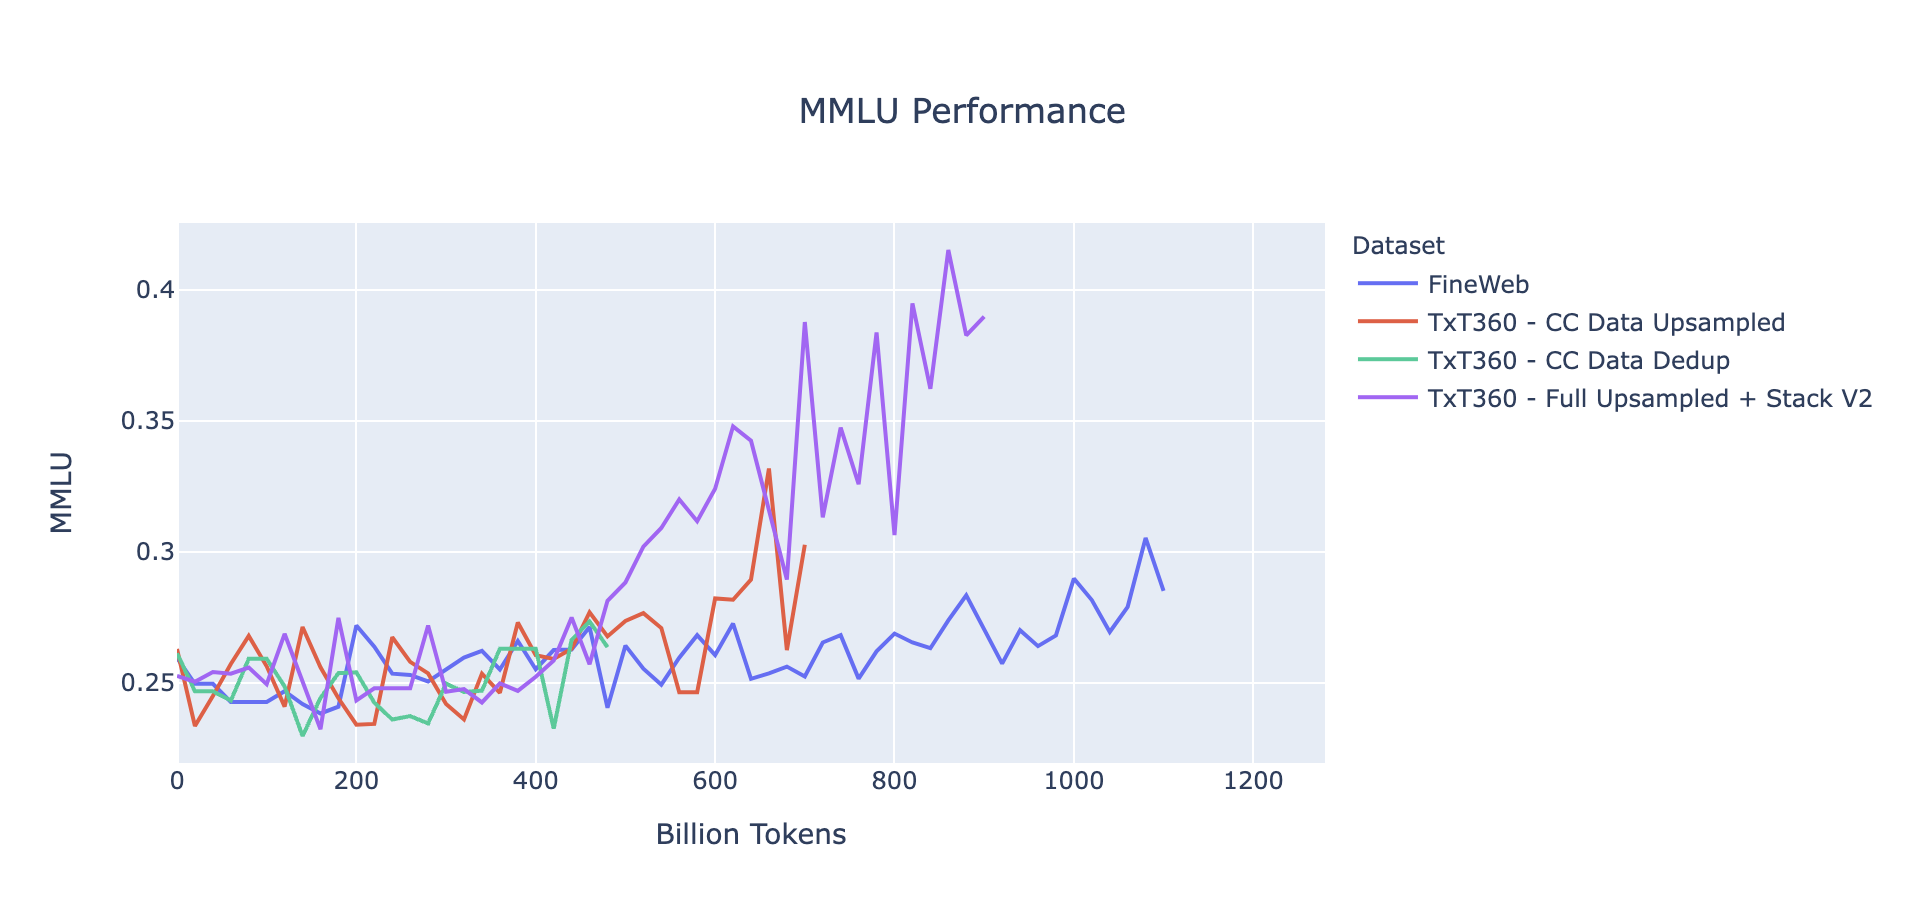 MMLU Performance
Dataset
FineWeb
TxT360 - CC Data Upsampled
TxT360 - CC Data Dedup
TxT360 - Full Upsampled + Stack V2
0.4
0.35
0.3
0.25
MMLU
0 200 400 600 800 1000 1200
Billion Tokens